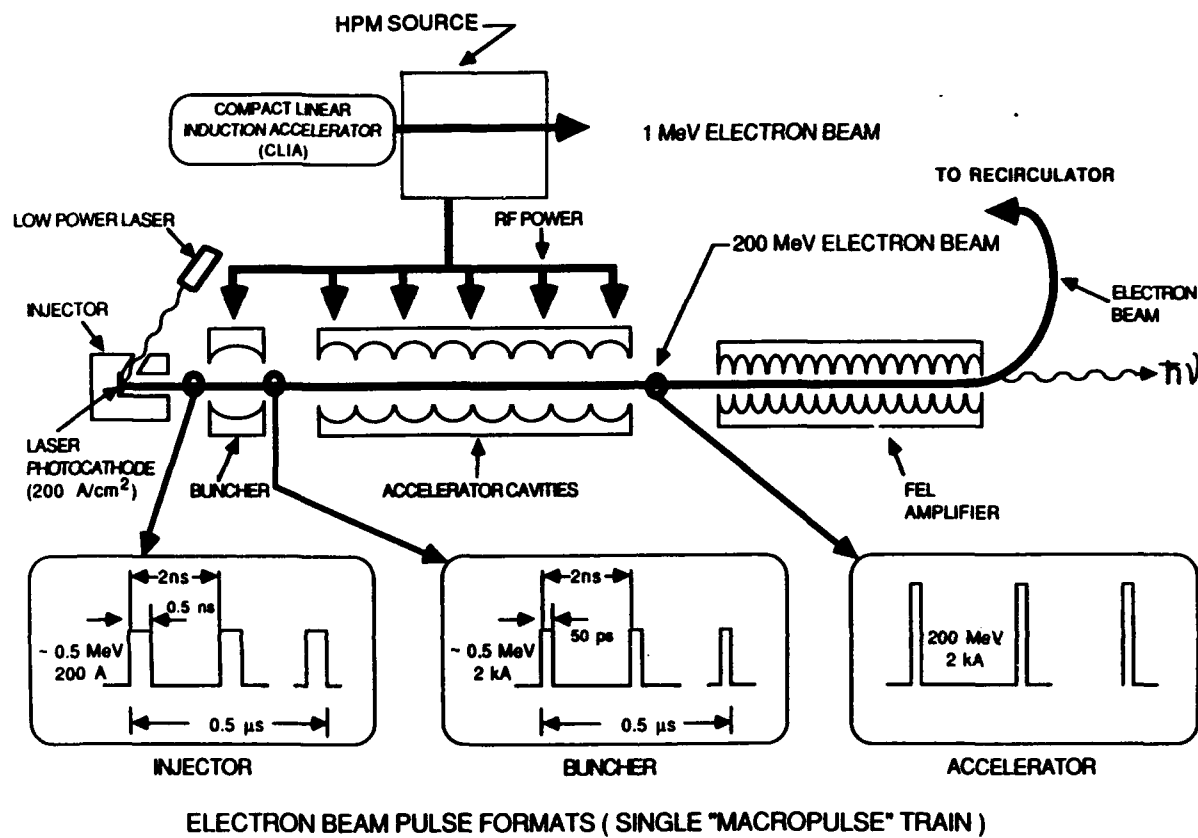 HPM SOURCE
COMPACT LINEAR
INDUCTION ACCELERATOR
(CLIA)
1 MeV ELECTRON BEAM
TO RECIRCULATOR
LOW POWER LASER
RF POWER
200 MeV ELECTRON BEAM
INJECTOR
ELECTRON
BEAM
ħν
LASER
PHOTOCATHODE
(200 A/cm²)
BUNCHER
ACCELERATOR CAVITIES
FEL
AMPLIFIER
2ns
0.5 ns
~ 0.5 MeV
200 A
0.5 µs
INJECTOR
2ns
50 ps
~ 0.5 MeV
2 kA
0.5 µs
BUNCHER
200 MeV
2 kA
ACCELERATOR
ELECTRON BEAM PULSE FORMATS ( SINGLE "MACROPULSE" TRAIN )